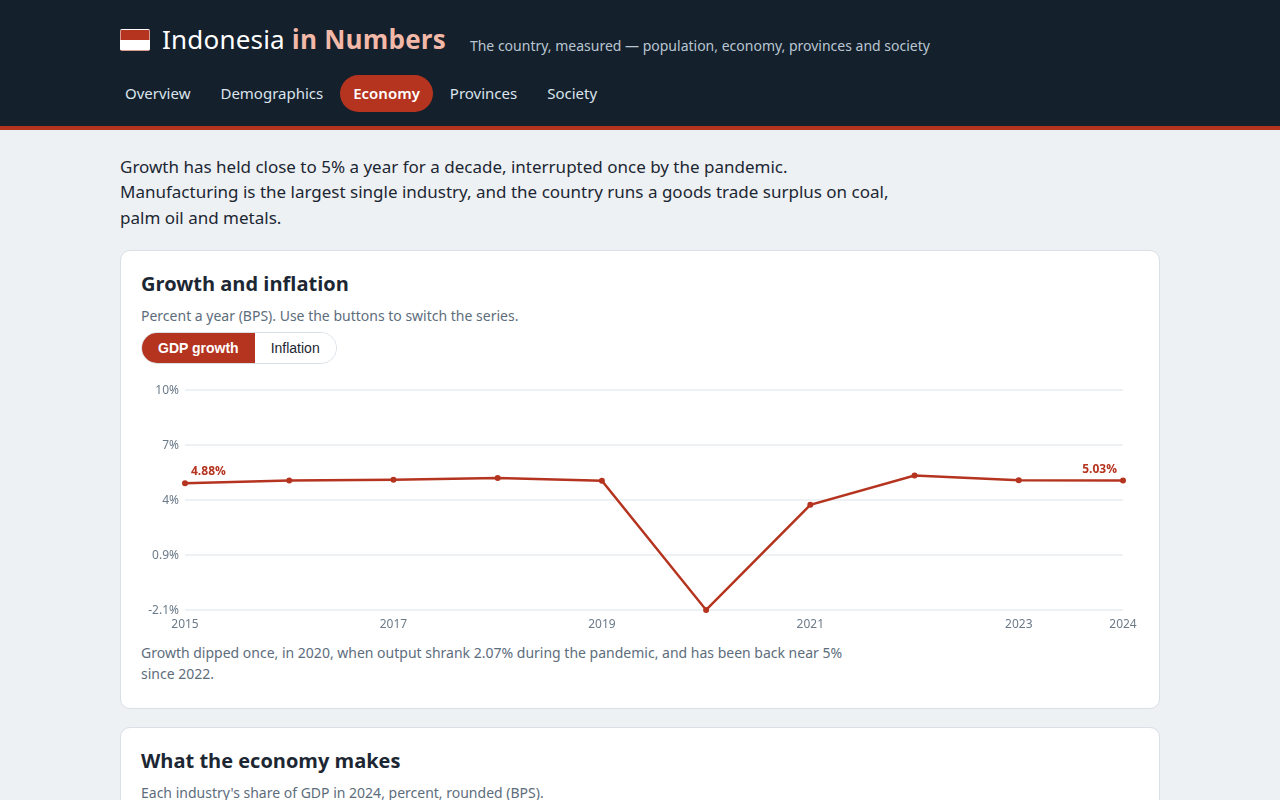 Indonesia in Numbers
The country, measured — population, economy, provinces and society
Overview Demographics Economy Provinces Society
Growth has held close to 5% a year for a decade, interrupted once by the pandemic.
Manufacturing is the largest single industry, and the country runs a goods trade surplus on coal,
palm oil and metals.
Growth and inflation
Percent a year (BPS). Use the buttons to switch the series.
GDP growth Inflation
10%
7%
4.88% 5.03%
4%
0.9%
-2.1%
2015 2017 2019 2021 2023 2024
Growth dipped once, in 2020, when output shrank 2.07% during the pandemic, and has been back near 5%
since 2022.
What the economy makes
Each industry's share of GDP in 2024, percent, rounded (BPS).